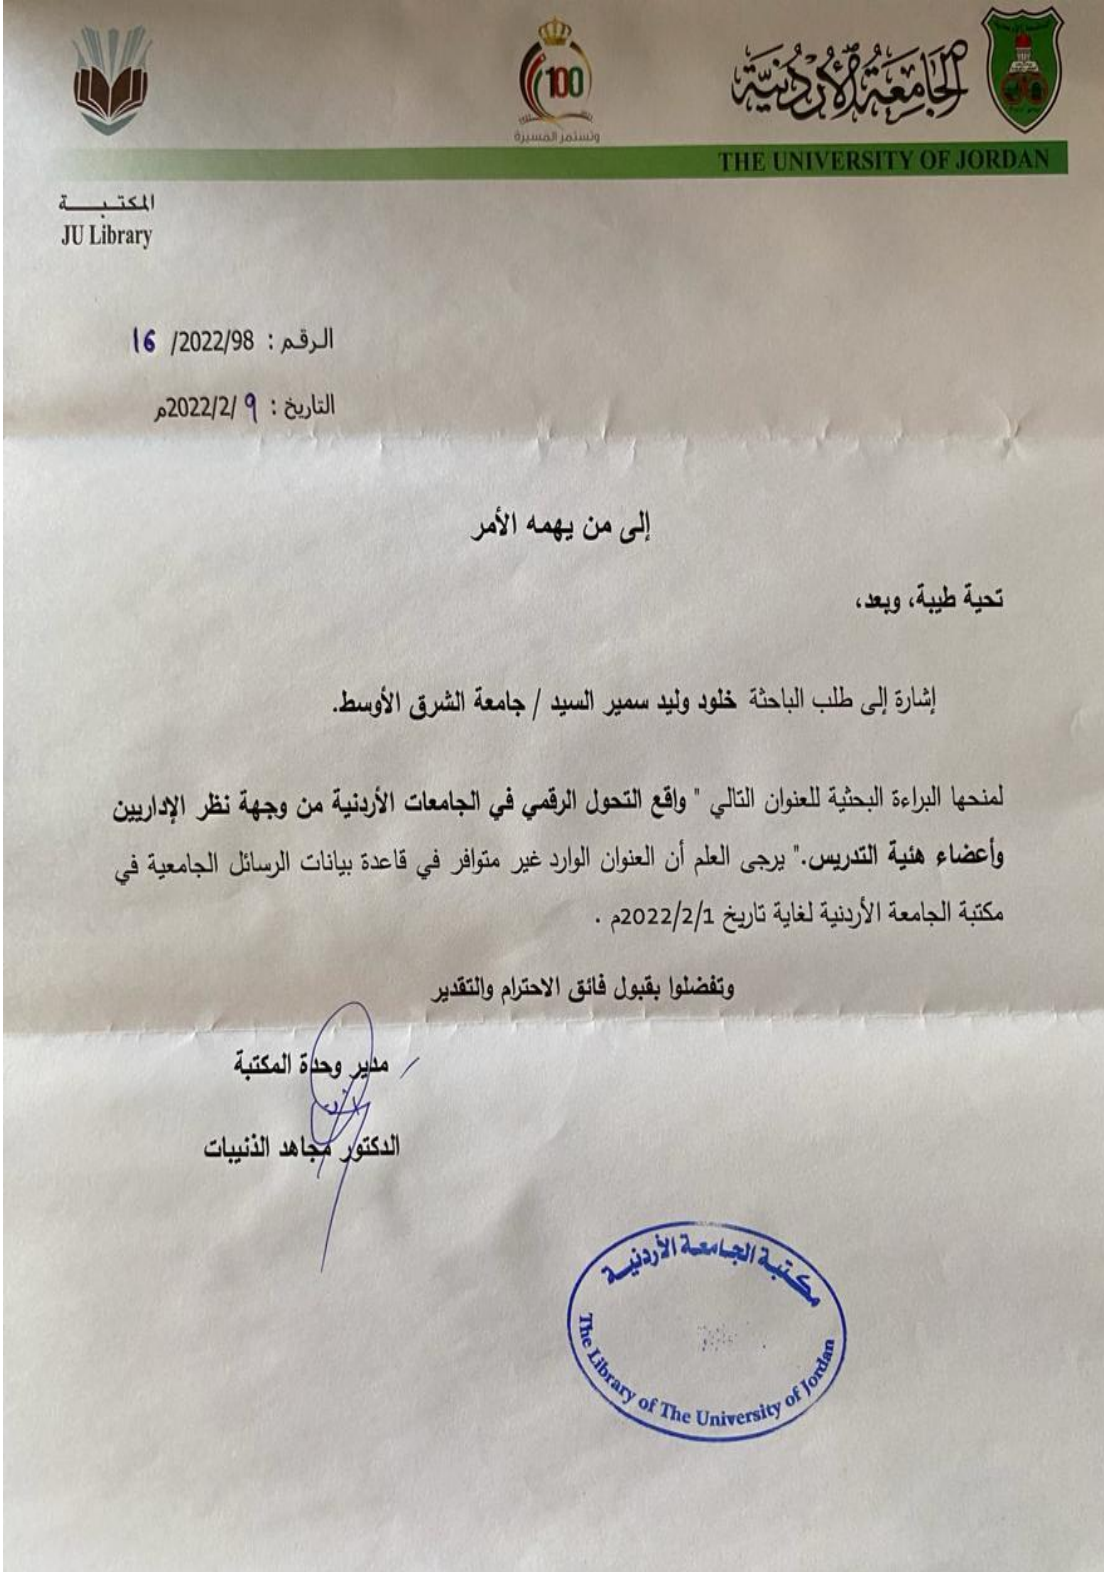 الجامعة الأردنية
100
وتستمر المسيرة
THE UNIVERSITY OF JORDAN
المكتبة
JU Library
الرقم : 2022/98/ 16
التاريخ : 9 /2022/2م
إلى من يهمه الأمر
تحية طيبة، وبعد،
إشارة إلى طلب الباحثة خلود وليد سمير السيد / جامعة الشرق الأوسط.
لمنحها البراءة البحثية للعنوان التالي " واقع التحول الرقمي في الجامعات الأردنية من وجهة نظر الإداريين
وأعضاء هئية التدريس." يرجى العلم أن العنوان الوارد غير متوافر في قاعدة بيانات الرسائل الجامعية في
مكتبة الجامعة الأردنية لغاية تاريخ 2022/2/1م .
وتفضلوا بقبول فائق الاحترام والتقدير
مدير وحدة المكتبة
الدكتور مجاهد الذنيبات
مكتبة الجامعة الأردنية
The Library of The University of Jordan